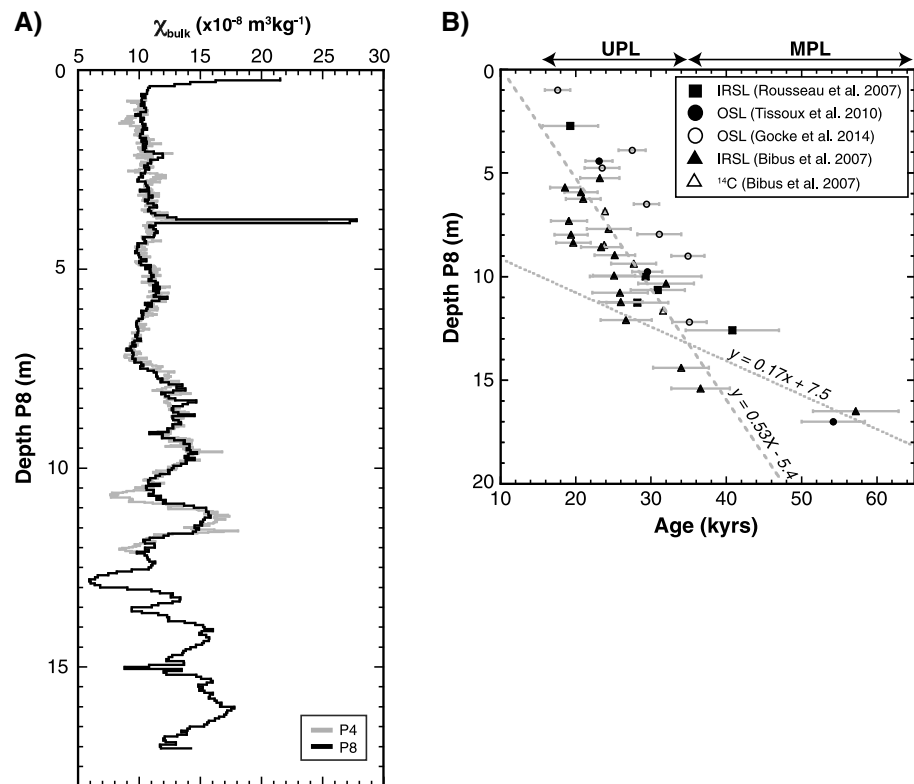 A)
χbulk (x10-8 m3kg-1)
5 10 15 20 25 30
0
5
10
15
Depth P8 (m)
P4
P8
B)
UPL MPL
0
5
10
15
20
Depth P8 (m)
IRSL (Rousseau et al. 2007)
OSL (Tissoux et al. 2010)
OSL (Gocke et al. 2014)
IRSL (Bibus et al. 2007)
14C (Bibus et al. 2007)
y = 0.17x + 7.5
y = 0.53X - 5.4
10 20 30 40 50 60
Age (kyrs)